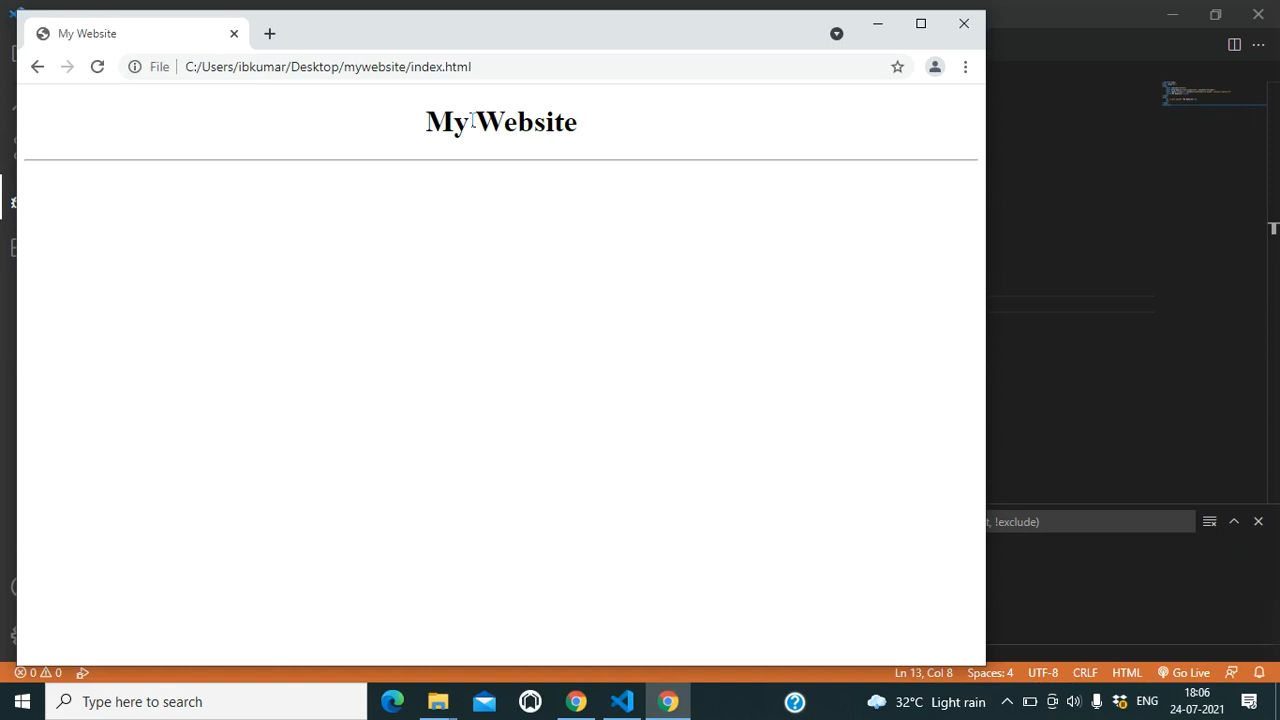 My Website
File
C:/Users/ibkumar/Desktop/mywebsite/index.html
My Website
t, !exclude)
0 0
Ln 13, Col 8
Spaces: 4
UTF-8
CRLF
HTML
Go Live
Type here to search
32°C Light rain
ENG
18:06
24-07-2021